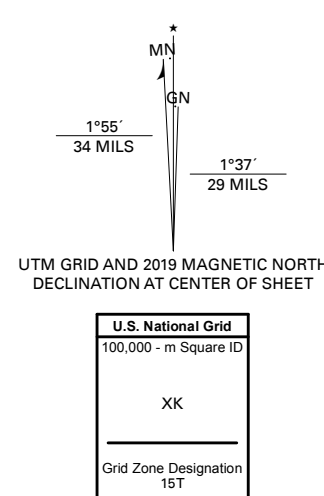 ★
MN
GN
1°55´
34 MILS
1°37´
29 MILS
UTM GRID AND 2019 MAGNETIC NORTH
DECLINATION AT CENTER OF SHEET
U.S. National Grid
100,000 - m Square ID
XK
Grid Zone Designation
15T